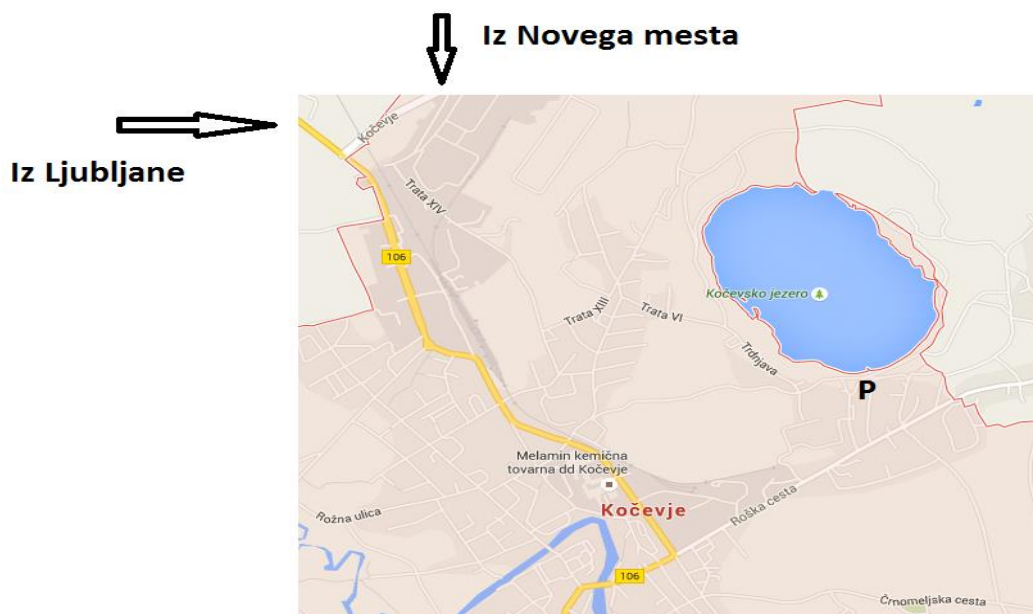 Iz Novega mesta
Iz Ljubljane
Kočevje
Trata XIV
106
Kočevsko jezero
Trata XIII
Trata VI
Trdnjava
P
Melamin kemična
tovarna dd Kočevje
Rožna ulica
Kočevje
Roška cesta
106
Črnomeljska cesta